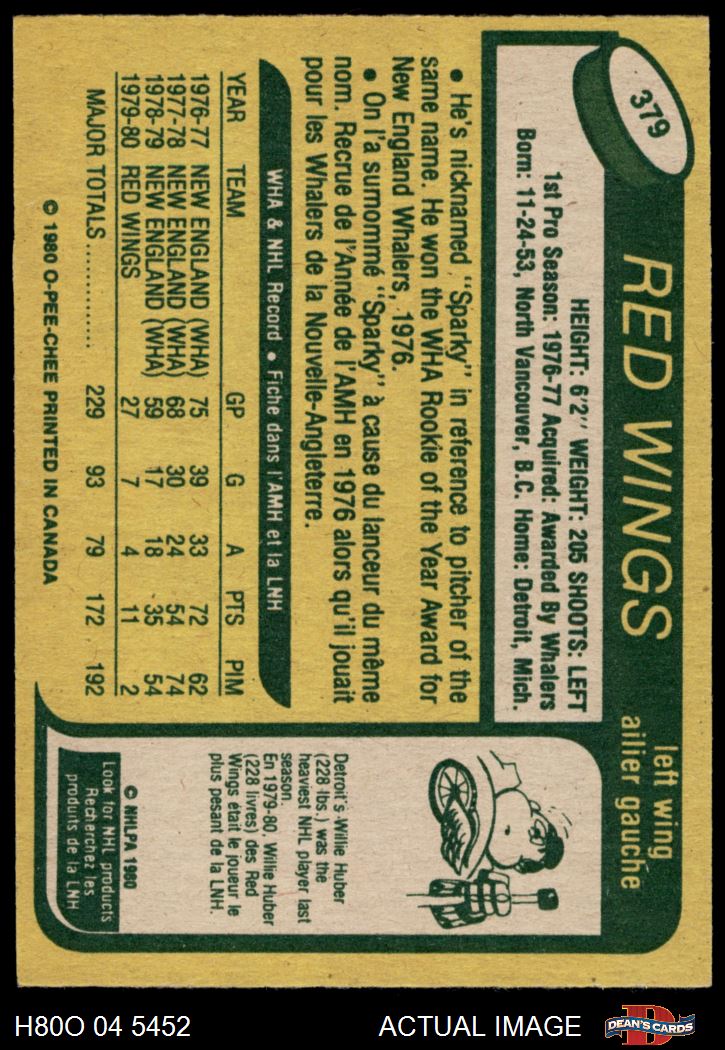 379
RED WINGS
left wing
ailier gauche
HEIGHT: 6'2" WEIGHT: 205 SHOOTS: LEFT
1st Pro Season: 1976-77 Acquired: Awarded By Whalers
Born: 11-24-53, North Vancouver, B.C. Home: Detroit, Mich.
• He's nicknamed "Sparky" in reference to pitcher of the
same name. He won the WHA Rookie of the Year Award for
New England Whalers, 1976.
• On l'a surnommé "Sparky" à cause du lanceur du même
nom. Recrue de l'Année de l'AMH en 1976 alors qu'il jouait
pour les Whalers de la Nouvelle-Angleterre.
WHA & NHL Record • Fiche dans l'AMH et la LNH
YEAR TEAM GP G A PTS PIM
1976-77 NEW ENGLAND (WHA) 75 39 33 72 62
1977-78 NEW ENGLAND (WHA) 68 30 24 54 74
1978-79 NEW ENGLAND (WHA) 59 17 18 35 54
1979-80 RED WINGS 27 7 4 11 2
MAJOR TOTALS .............. 229 93 79 172 192
© 1980 O-PEE-CHEE PRINTED IN CANADA
Detroit's Willie Huber
(228 lbs.) was the
heaviest NHL player last
season.
En 1979-80, Willie Huber
(228 livres) des Red
Wings était le joueur le
plus pesant de la LNH.
© NHLPA 1980
Look for NHL products
Recherchez les
produits de la LNH
H80O 04 5452
ACTUAL IMAGE
D
DEAN'S CARDS